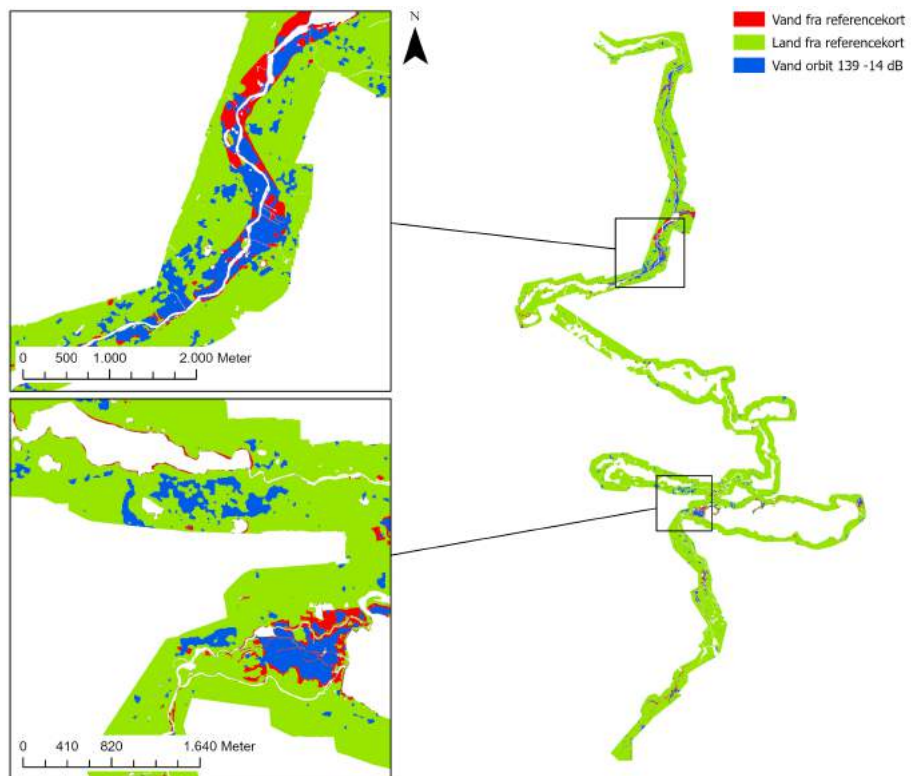 N
Vand fra referencekort
Land fra referencekort
Vand orbit 139 -14 dB
0 500 1.000 2.000 Meter
0 410 820 1.640 Meter